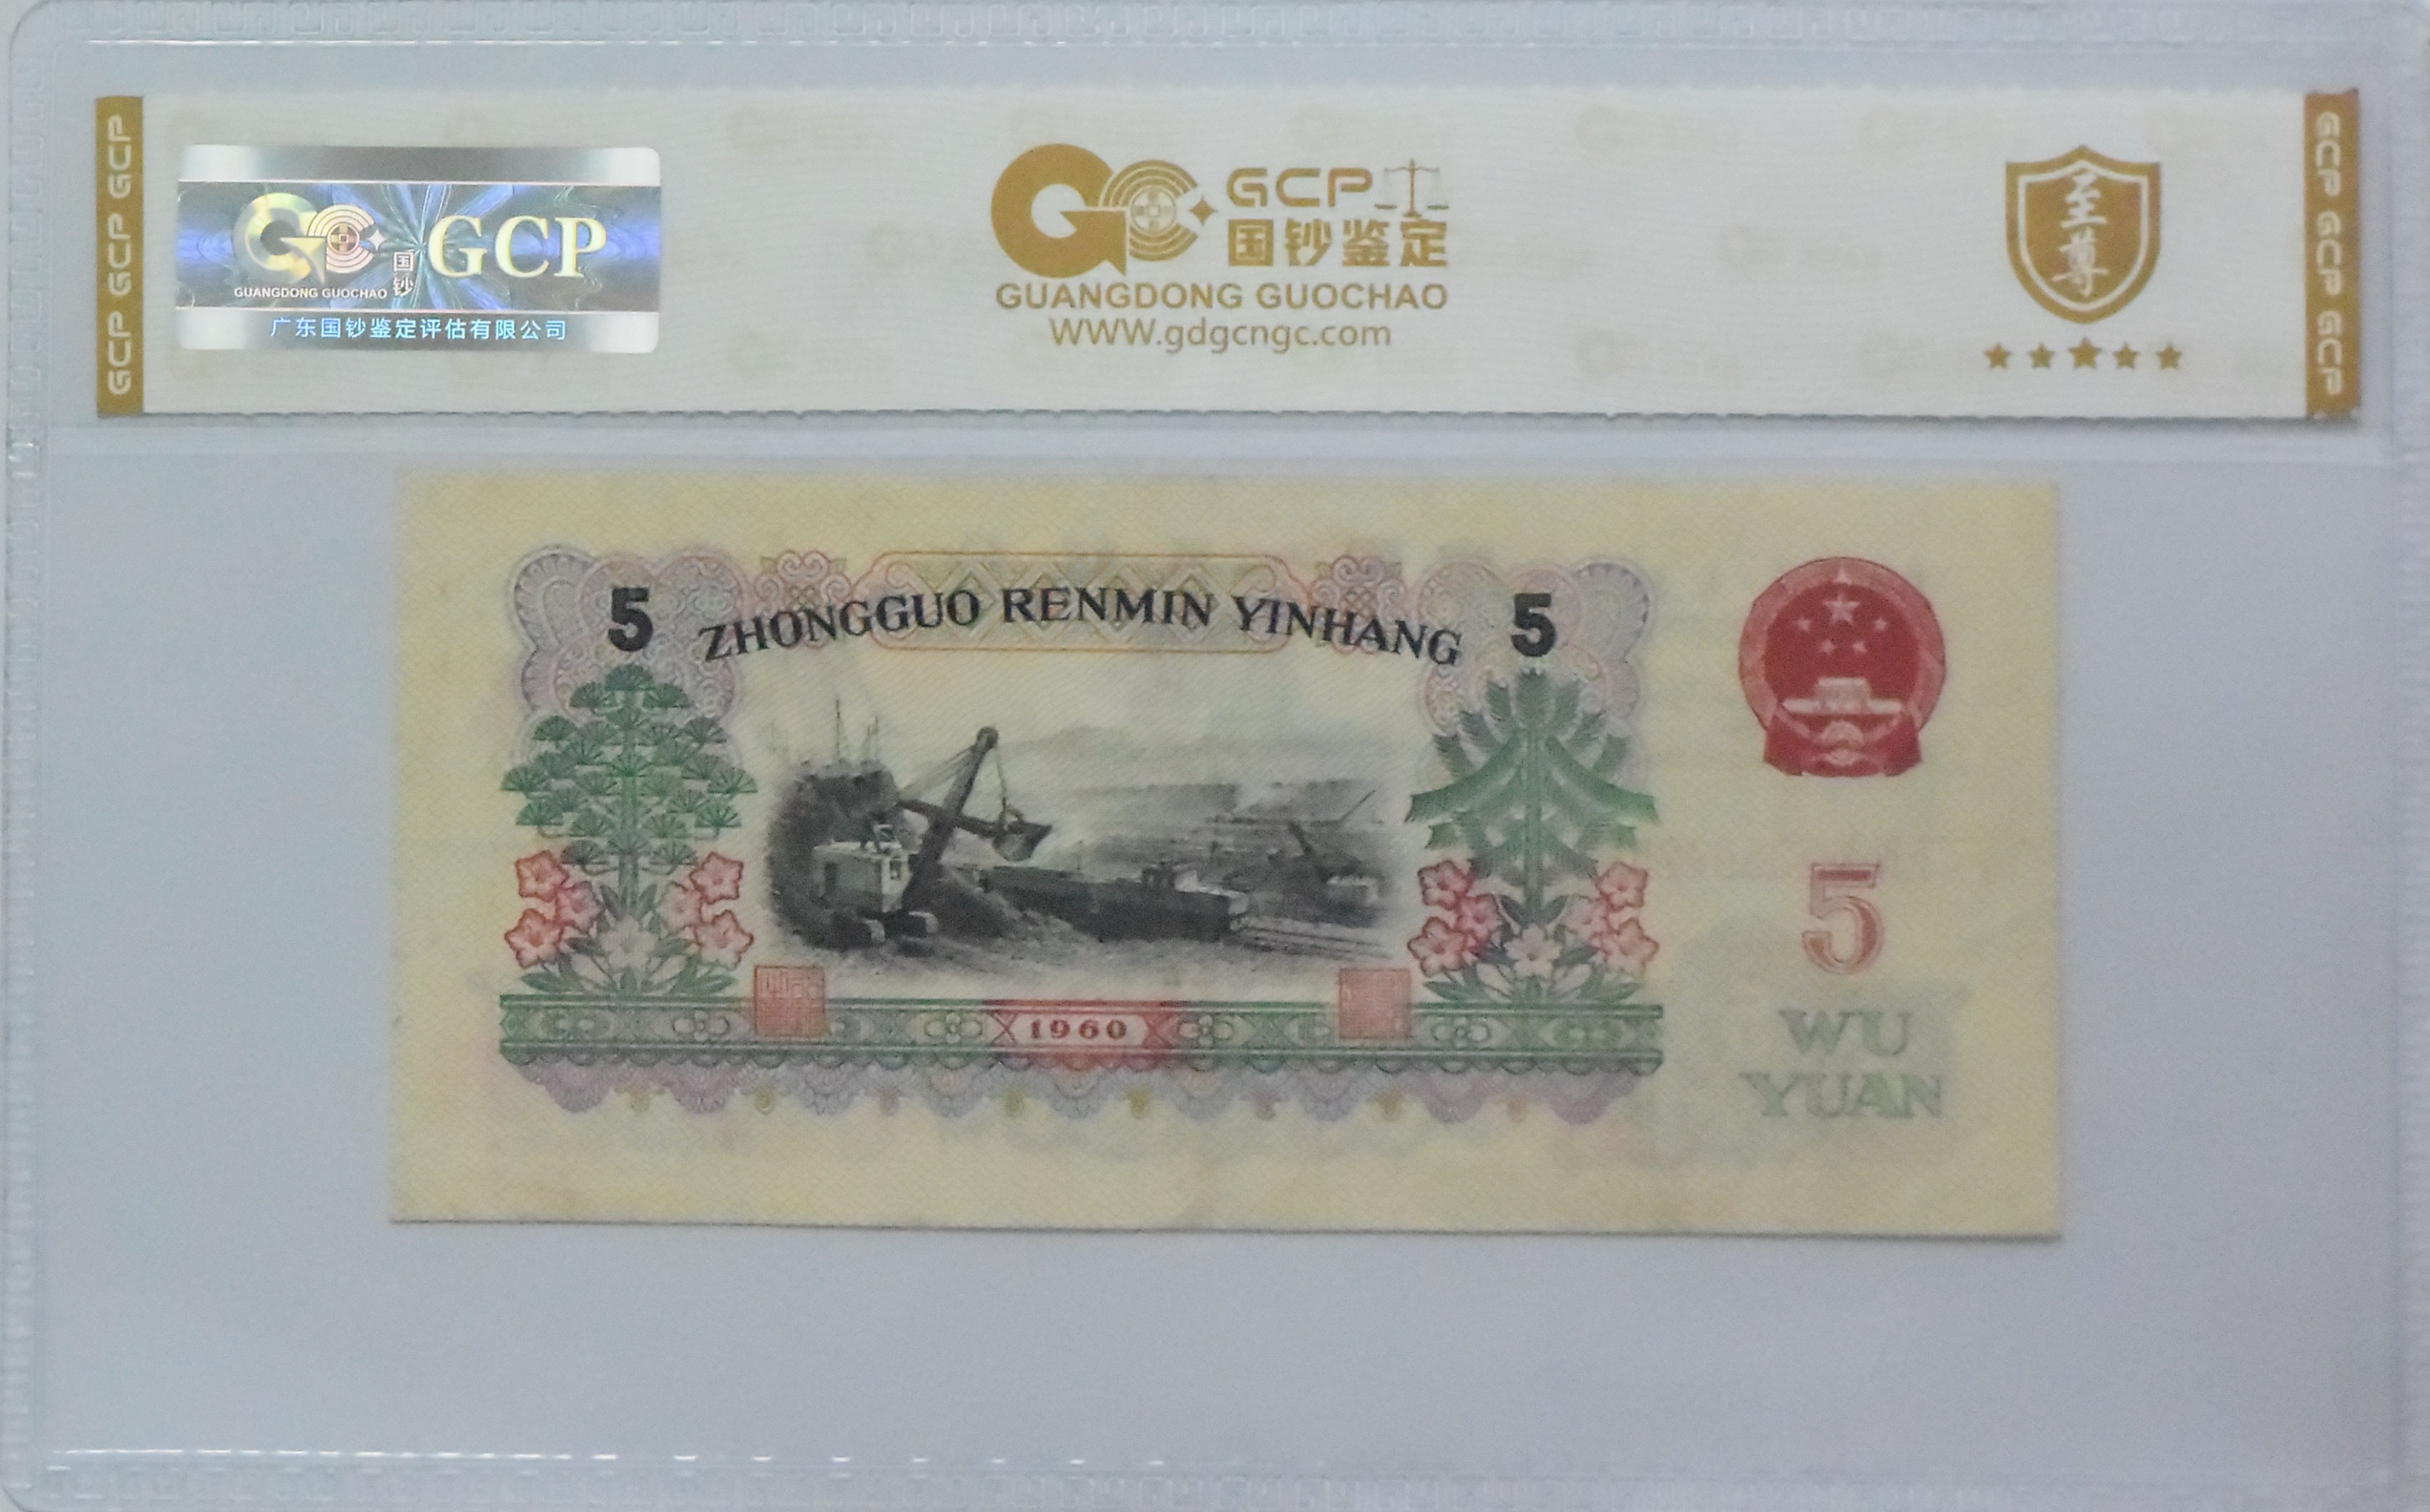 GCP GCP GCP
GUANGDONG GUOCHAO
国钞
GCP
广东国钞鉴定评估有限公司
GCP
国钞鉴定
GUANGDONG GUOCHAO
WWW.gdgcngc.com
至尊
GCP GCP GCP
5 ZHONGGUO RENMIN YINHANG 5
1960
5
WU
YUAN